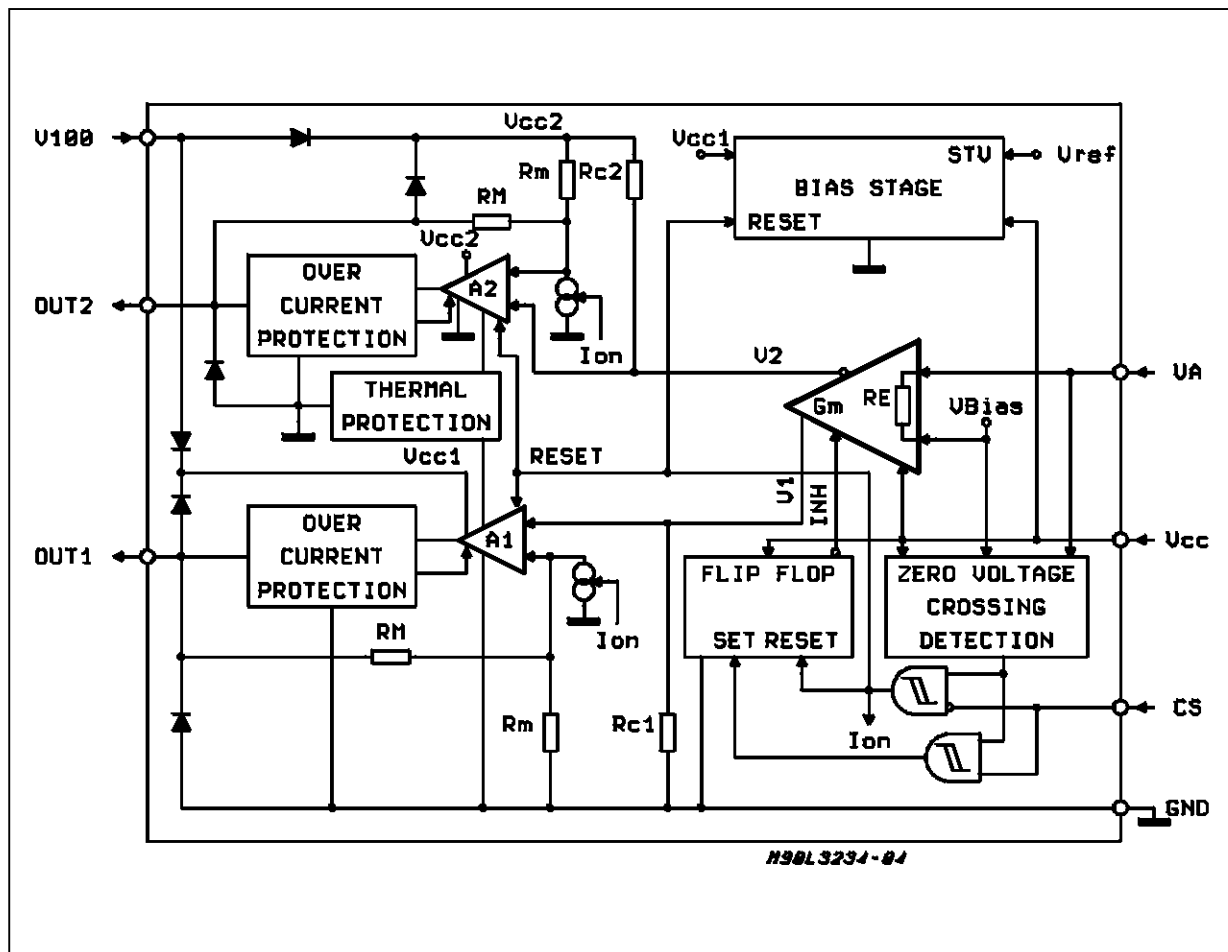 V100
Vcc2
Vcc1
STV
Vref
BIAS STAGE
RESET
Rm
Rc2
RM
Vcc2
OVER
CURRENT
PROTECTION
A2
OUT2
Ion
V2
VA
THERMAL
PROTECTION
Gm
RE
VBias
Vcc1
RESET
V1
INH
OVER
CURRENT
PROTECTION
A1
OUT1
Vcc
FLIP FLOP
SET RESET
ZERO VOLTAGE
CROSSING
DETECTION
RM
Ion
Rm
Rc1
Ion
CS
GND
M90L3234-04